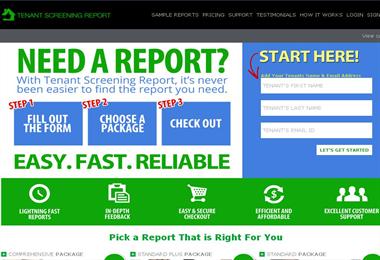 TENANT SCREENING REPORT
SAMPLE REPORTS PRICING SUPPORT TESTIMONIALS HOW IT WORKS LOGIN SIGN
NEED A REPORT?
With Tenant Screening Report, it's never
been easier to find the report you need.
STEP 1
FILL OUT
THE FORM
STEP 2
CHOOSE A
PACKAGE
STEP 3
CHECK OUT
EASY. FAST. RELIABLE
START HERE!
Add Your Tenants Name & Email Address
TENANT'S FIRST NAME
TENANT'S LAST NAME
TENANT'S EMAIL ID
LET'S GET STARTED
LIGHTNING FAST
REPORTS
IN-DEPTH
FEEDBACK
EASY & SECURE
CHECKOUT
EFFICIENT AND
AFFORDABLE
EXCELLENT CUSTOMER
SUPPORT
Pick a Report That is Right For You
COMPREHENSIVE PACKAGE
STANDARD PLUS PACKAGE
STANDARD PACKAGE